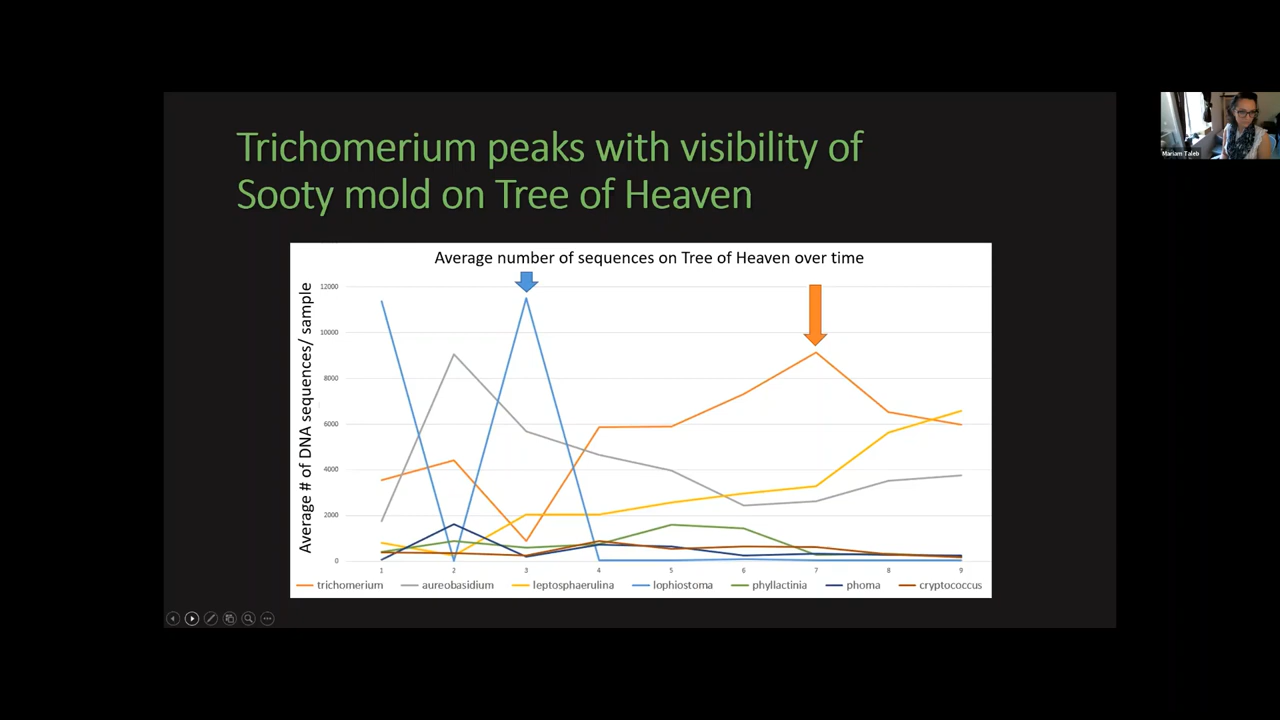 Trichomerium peaks with visibility of
Sooty mold on Tree of Heaven
Mariam Taleb
Average number of sequences on Tree of Heaven over time
Average # of DNA sequences/ sample
12000
10000
8000
6000
4000
2000
0
1 2 3 4 5 6 7 8 9
trichomerium aureobasidium leptosphaerulina lophiostoma phyllactinia phoma cryptococcus